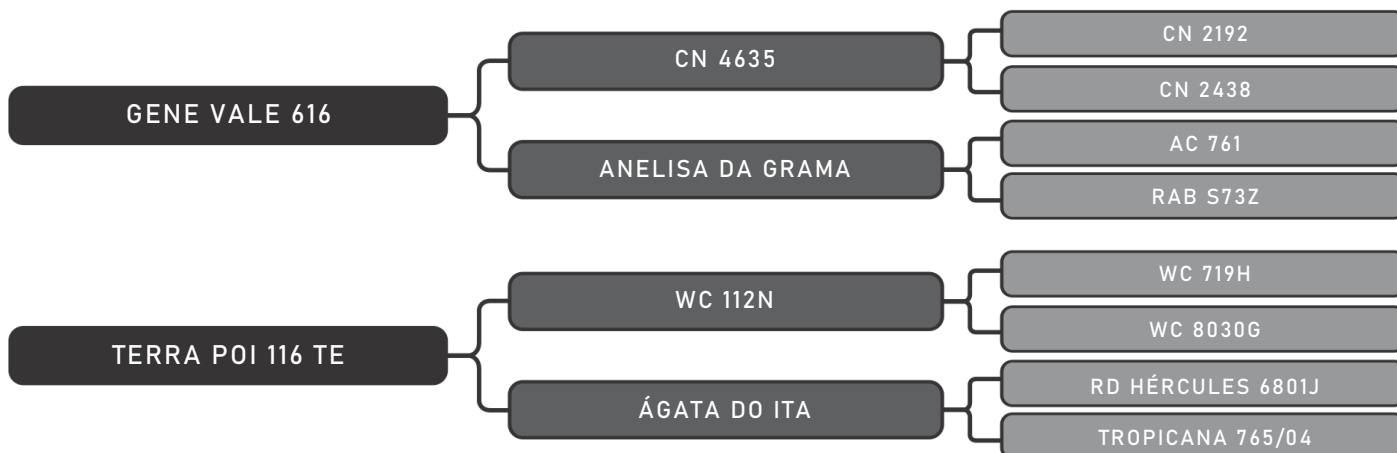 GENE VALE 616
CN 4635
CN 2192
CN 2438
ANELISA DA GRAMA
AC 761
RAB S73Z
TERRA POI 116 TE
WC 112N
WC 719H
WC 8030G
ÁGATA DO ITA
RD HÉRCULES 6801J
TROPICANA 765/04